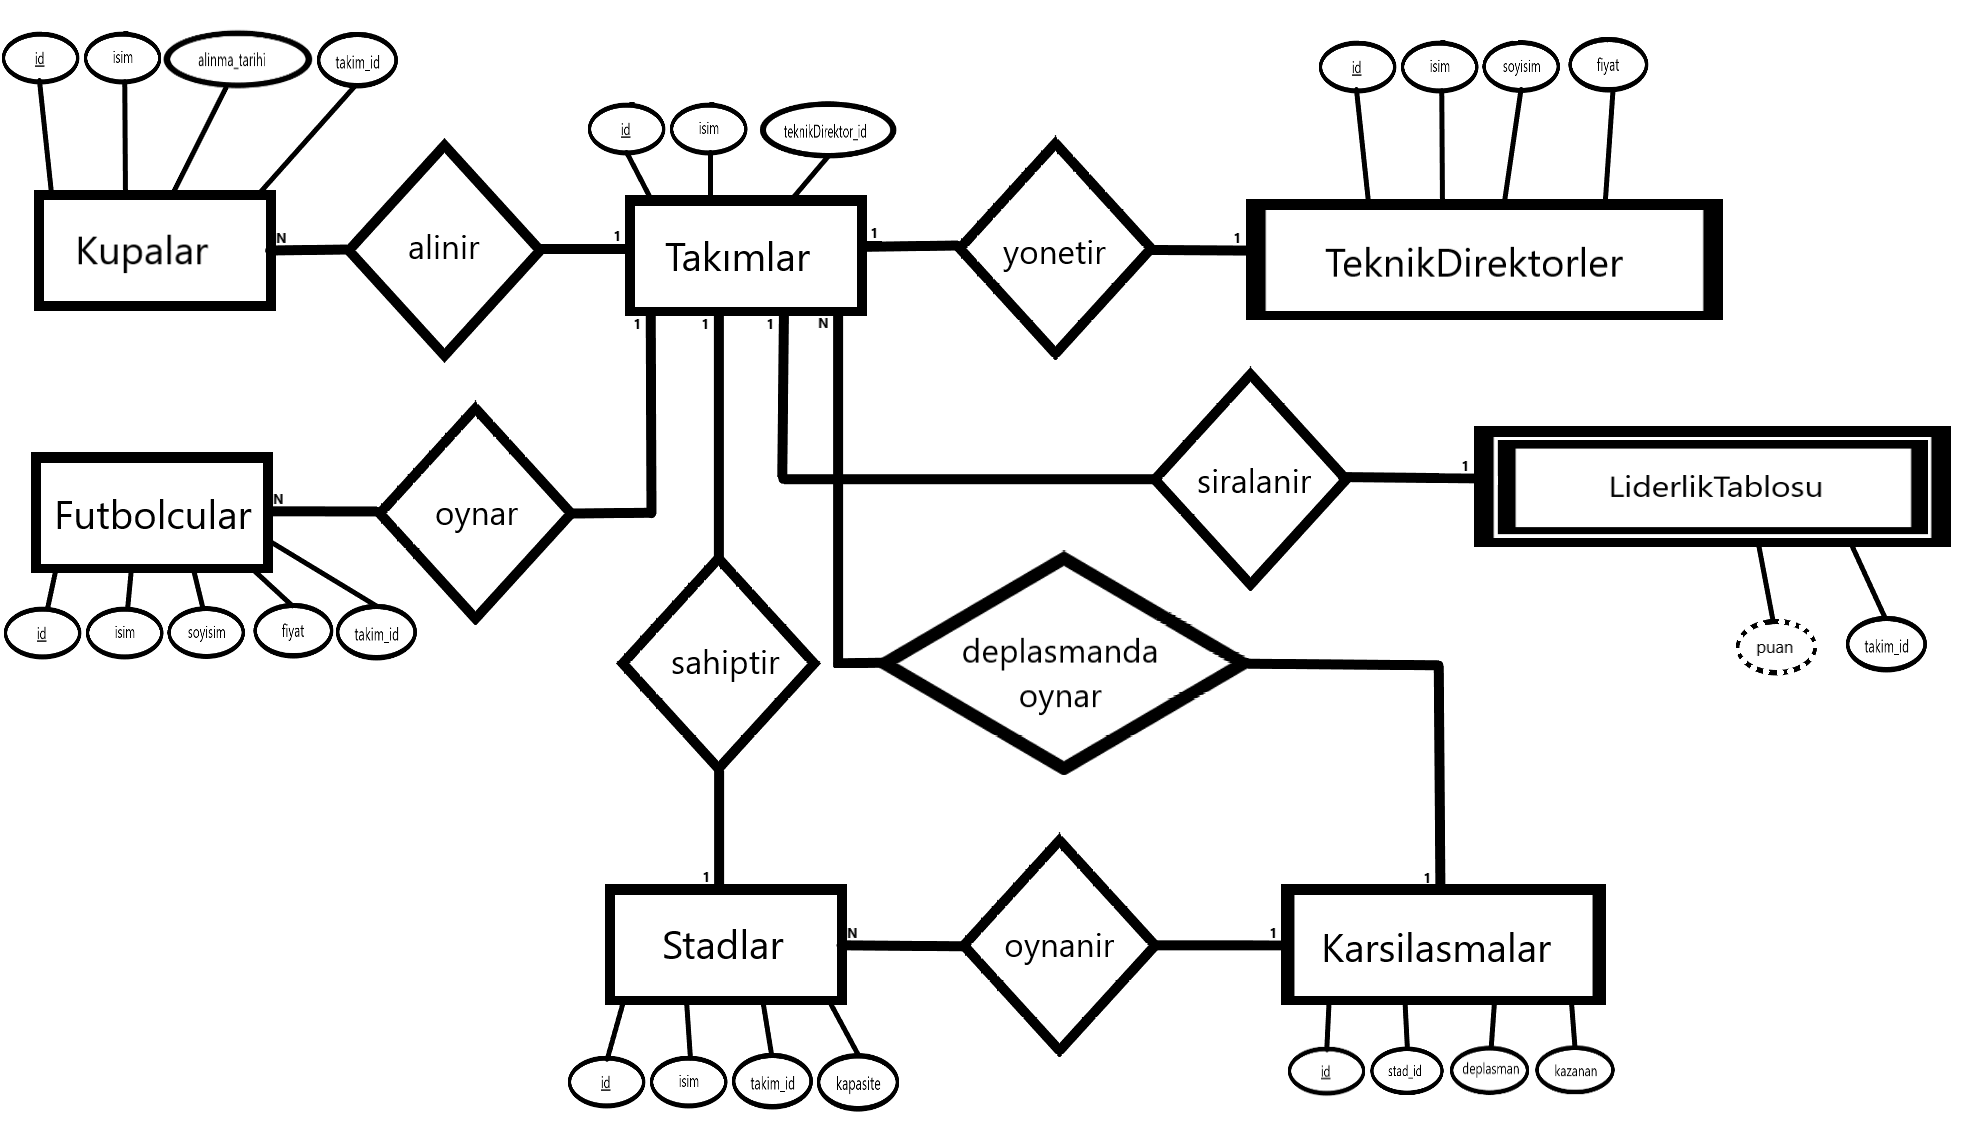 id
isim
alinma_tarihi
takim_id
id
isim
teknikDirektor_id
id
isim
soyisim
fiyat
Kupalar
N
alinir
1
Takımlar
1
yonetir
1
TeknikDirektorler
1
1
1
N
Futbolcular
N
oynar
siralanir
1
LiderlikTablosu
id
isim
soyisim
fiyat
takim_id
puan
takim_id
sahiptir
deplasmanda
oynar
1
1
Stadlar
N
oynanir
1
Karsilasmalar
id
isim
takim_id
kapasite
id
stad_id
deplasman
kazanan